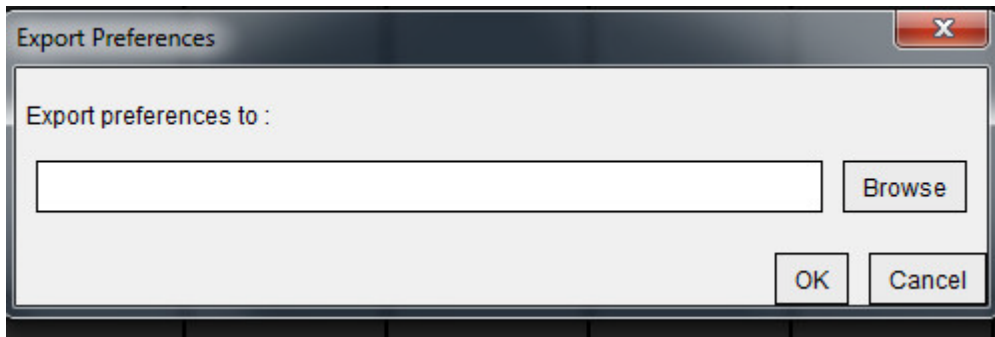 Export Preferences
Export preferences to :
Browse
OK
Cancel